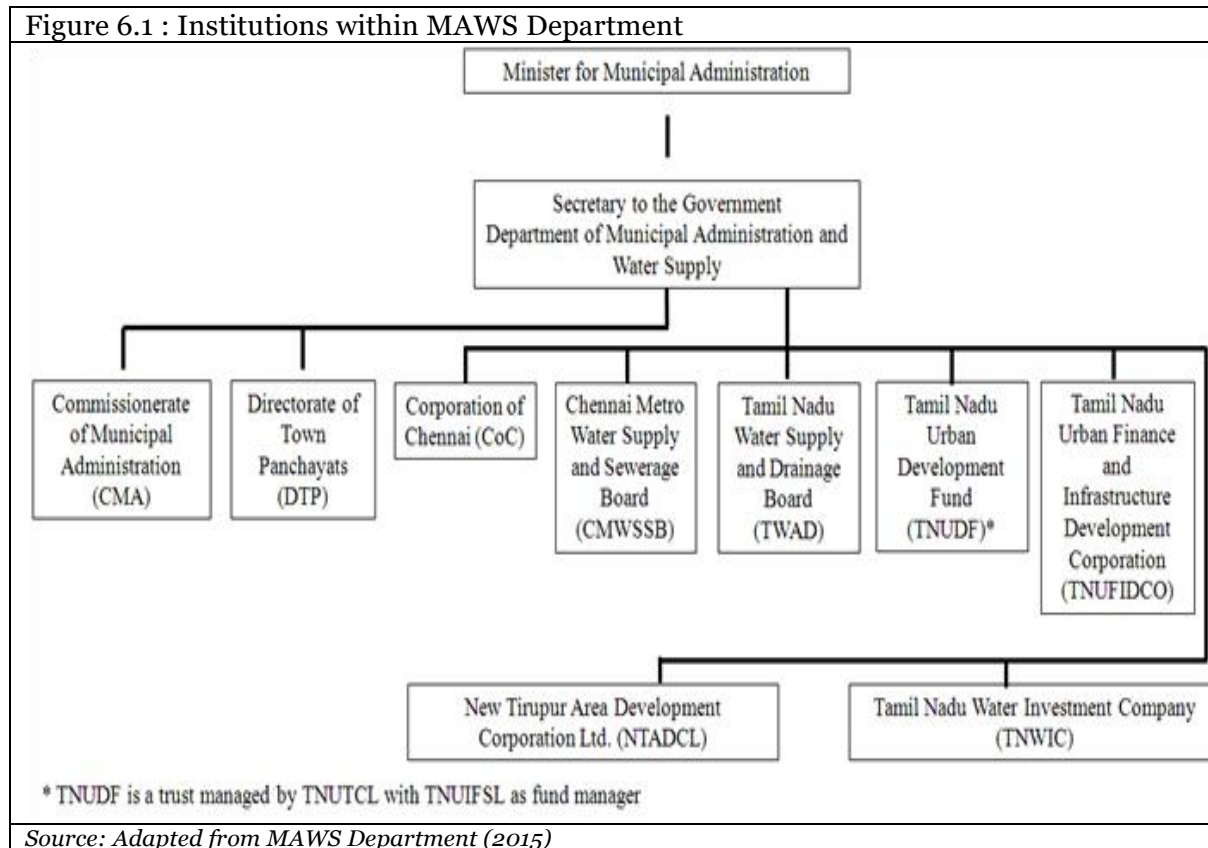 Figure 6.1 : Institutions within MAWS Department
Minister for Municipal Administration
Secretary to the Government
Department of Municipal Administration and
Water Supply
Commissionerate
of Municipal
Administration
(CMA)
Directorate of
Town
Panchayats
(DTP)
Corporation of
Chennai (CoC)
Chennai Metro
Water Supply
and Sewerage
Board
(CMWSSB)
Tamil Nadu
Water Supply
and Drainage
Board
(TWAD)
Tamil Nadu
Urban
Development
Fund
(TNUDF)*
Tamil Nadu
Urban Finance
and
Infrastructure
Development
Corporation
(TNUFIDCO)
New Tirupur Area Development
Corporation Ltd. (NTADCL)
Tamil Nadu Water Investment Company
(TNWIC)
* TNUDF is a trust managed by TNUTCL with TNUIFSL as fund manager
Source: Adapted from MAWS Department (2015)